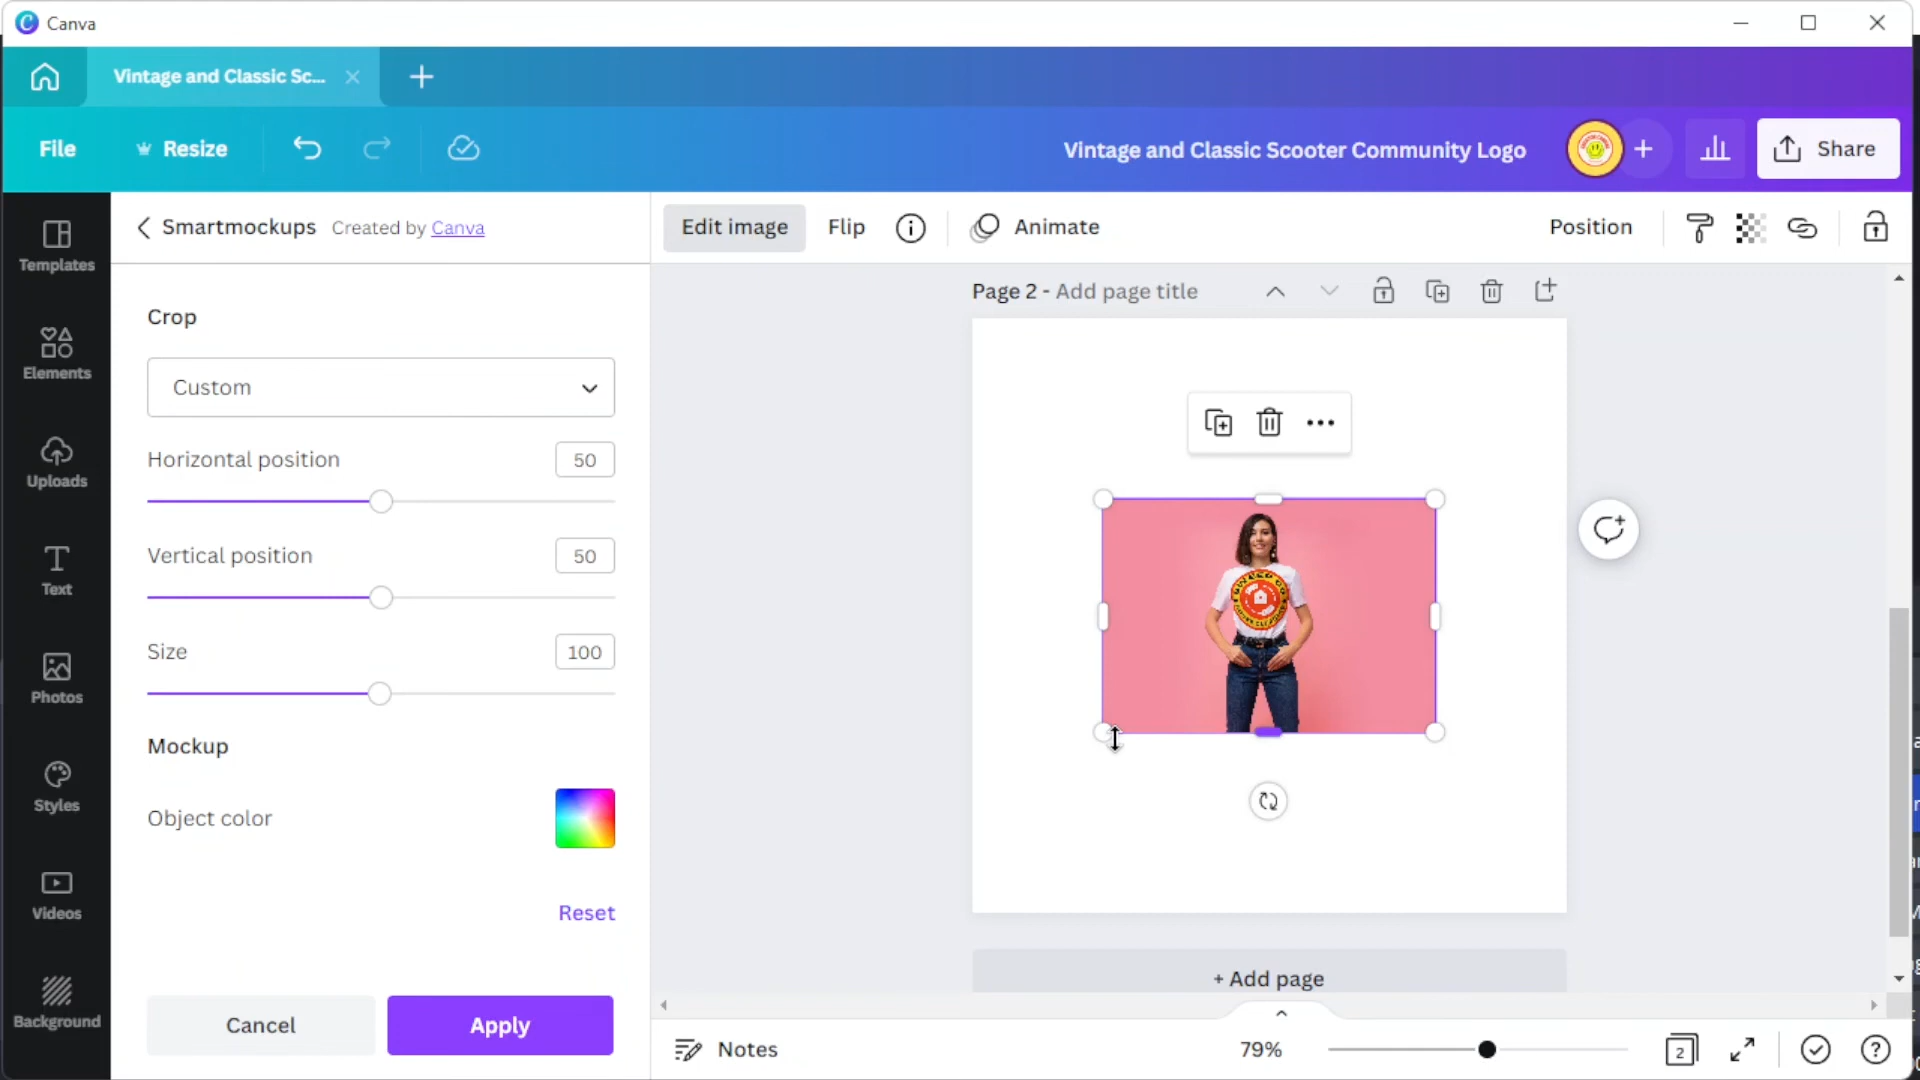 Canva
Vintage and Classic Sc...
File
Resize
Vintage and Classic Scooter Community Logo
Share
Templates
Elements
Uploads
Text
Photos
Styles
Videos
Background
Smartmockups Created by Canva
Crop
Custom
Horizontal position 50
Vertical position 50
Size 100
Mockup
Object color
Reset
Cancel
Apply
Edit image
Flip
Animate
Position
Page 2 - Add page title
+ Add page
Notes
79%
2